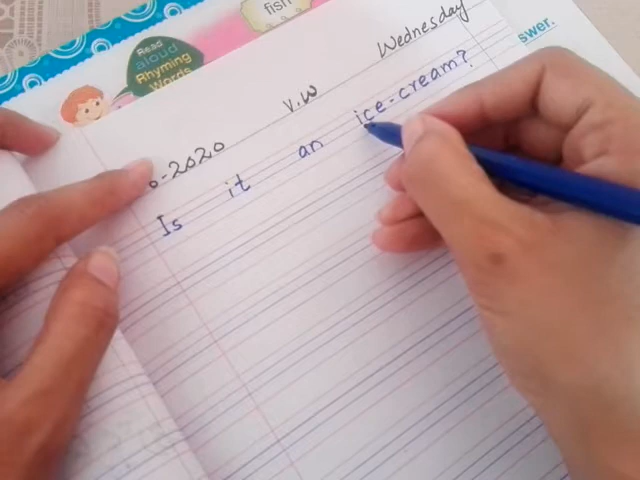 fish
Read
aloud
Rhyming
Words
swer.
-2020 V.W Wednesday
Is it an ice-cream?